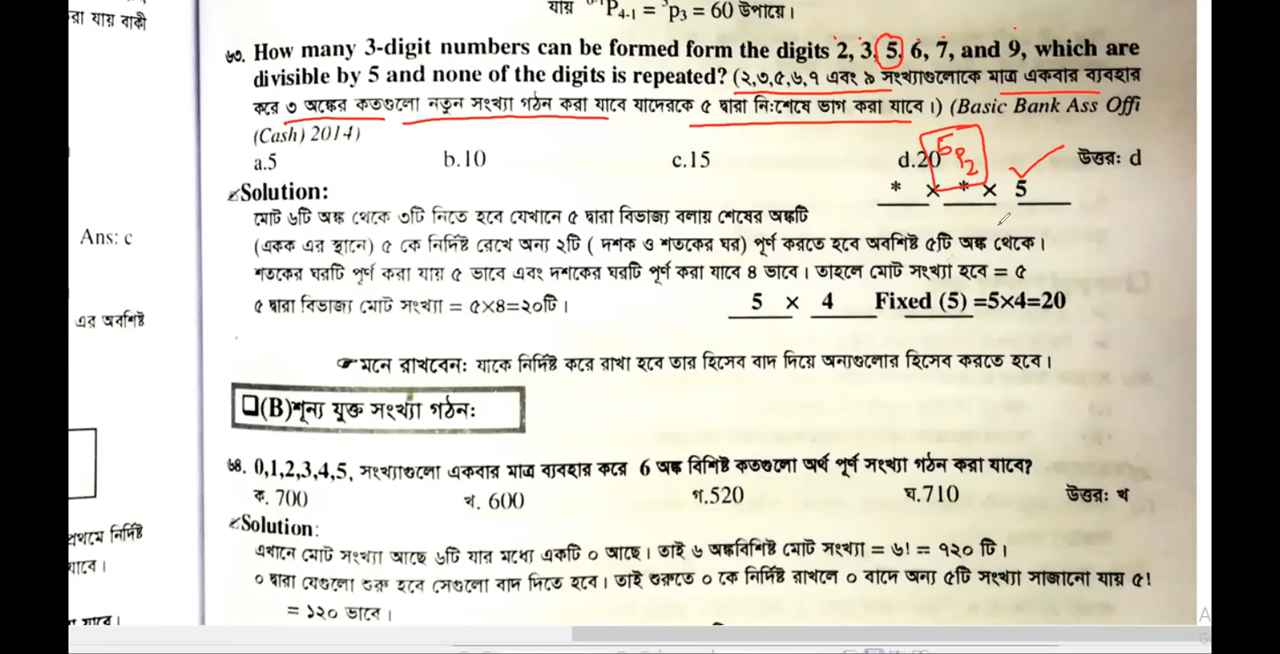 রা যায় বাকী
যায় ⁶⁻¹P₄₋₁ = ⁵P₃ = 60 উপায়ে।
৬৩. How many 3-digit numbers can be formed form the digits 2, 3, 5, 6, 7, and 9, which are
divisible by 5 and none of the digits is repeated? (২,৩,৫,৬,৭ এবং ৯ সংখ্যাগুলোকে মাত্র একবার ব্যবহার
করে ৩ অঙ্কের কতগুলো নতুন সংখ্যা গঠন করা যাবে যাদেরকে ৫ দ্বারা নিঃশেষে ভাগ করা যাবে।) (Basic Bank Ass Offi
(Cash) 2014)
a.5 b.10 c.15 d.20 উত্তরঃ d
5P2
Solution:
* × * × 5
মোট ৬টি অঙ্ক থেকে ৩টি নিতে হবে যেখানে ৫ দ্বারা বিভাজ্য বলায় শেষের অঙ্কটি
Ans: c
(একক এর স্থানে) ৫ কে নির্দিষ্ট রেখে অন্য ২টি ( দশক ও শতকের ঘর) পূর্ণ করতে হবে অবশিষ্ট ৫টি অঙ্ক থেকে।
শতকের ঘরটি পূর্ণ করা যায় ৫ ভাবে এবং দশকের ঘরটি পূর্ণ করা যাবে ৪ ভাবে। তাহলে মোট সংখ্যা হবে = ৫
৫ দ্বারা বিভাজ্য মোট সংখ্যা = ৫×৪=২০টি।
5 × 4 Fixed (5) =5×4=20
এর অবশিষ্ট
মনে রাখবেনঃ যাকে নির্দিষ্ট করে রাখা হবে তার হিসেব বাদ দিয়ে অন্যগুলোর হিসেব করতে হবে।
(B)শূন্য যুক্ত সংখ্যা গঠন:
৬৪. 0,1,2,3,4,5, সংখ্যাগুলো একবার মাত্র ব্যবহার করে 6 অঙ্ক বিশিষ্ট কতগুলো অর্থ পূর্ণ সংখ্যা গঠন করা যাবে?
ক. 700 খ. 600 গ.520 ঘ.710 উত্তরঃ খ
Solution:
প্রথমে নির্দিষ্ট
এখানে মোট সংখ্যা আছে ৬টি যার মধ্যে একটি ০ আছে। তাই ৬ অঙ্কবিশিষ্ট মোট সংখ্যা = ৬! = ৭২০ টি।
যাবে।
০ দ্বারা যেগুলো শুরু হবে সেগুলো বাদ দিতে হবে। তাই শুরুতে ০ কে নির্দিষ্ট রাখলে ০ বাদে অন্য ৫টি সংখ্যা সাজানো যায় ৫!
= ১২০ ভাবে।